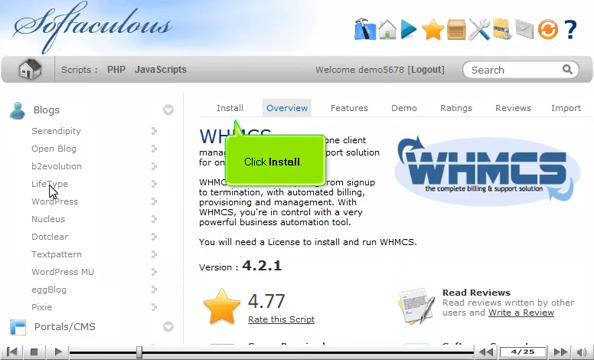 Softaculous
?
Scripts : PHP JavaScripts
Welcome demo5678 [Logout]
Search
Blogs
Serendipity
Open Blog
b2evolution
LifeType
WordPress
Nucleus
Dotclear
Textpattern
WordPress MU
eggBlog
Pixie
Portals/CMS
Install Overview Features Demo Ratings Reviews Import
WHMCS
Click Install.
one client
mana port solution
for on
WHM from signup
to termination, with automated billing,
provisioning and management. With
WHMCS, you're in control with a very
powerful business automation tool.
You will need a License to install and run WHMCS.
Version : 4.2.1
WHMCS
the complete billing & support solution
4.77
Rate this Script
Read Reviews
Read reviews written by other
users and Write a Review
4/25